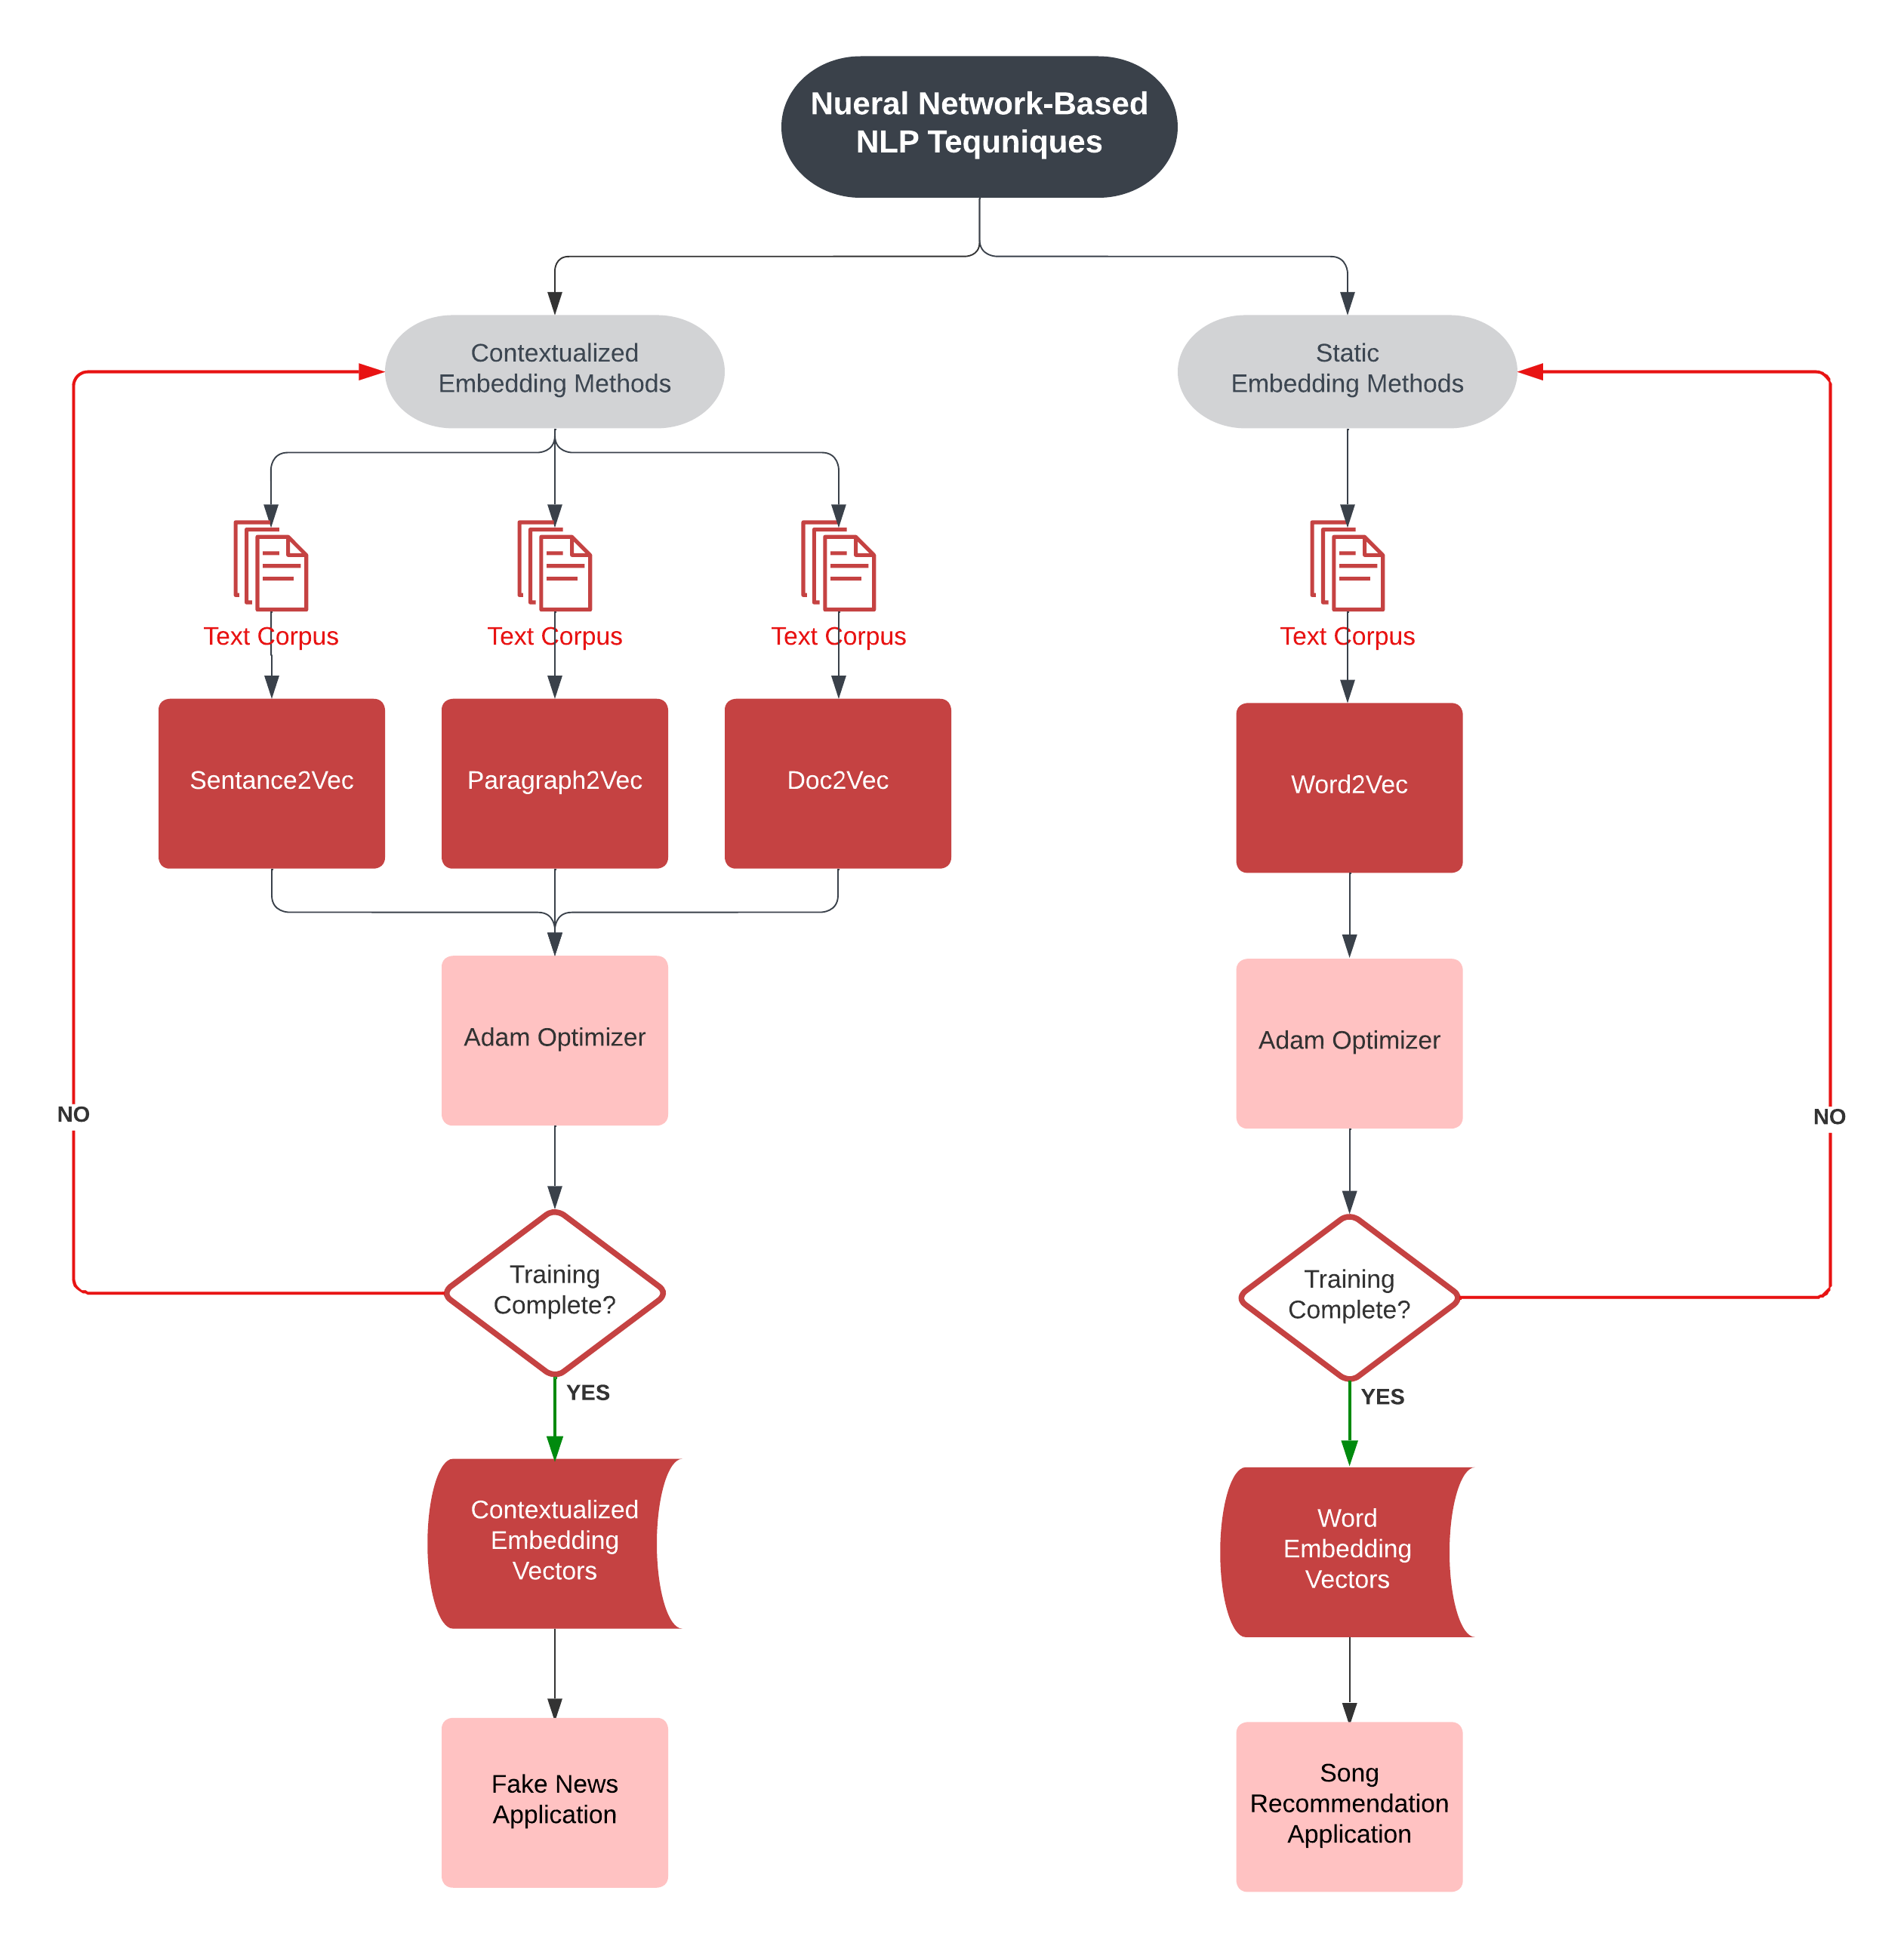 Nueral Network-Based
NLP Tequniques
Contextualized
Embedding Methods
Static
Embedding Methods
Text Corpus
Text Corpus
Text Corpus
Text Corpus
Sentance2Vec
Paragraph2Vec
Doc2Vec
Word2Vec
Adam Optimizer
Adam Optimizer
NO
NO
Training
Complete?
Training
Complete?
YES
YES
Contextualized
Embedding
Vectors
Word
Embedding
Vectors
Fake News
Application
Song
Recommendation
Application